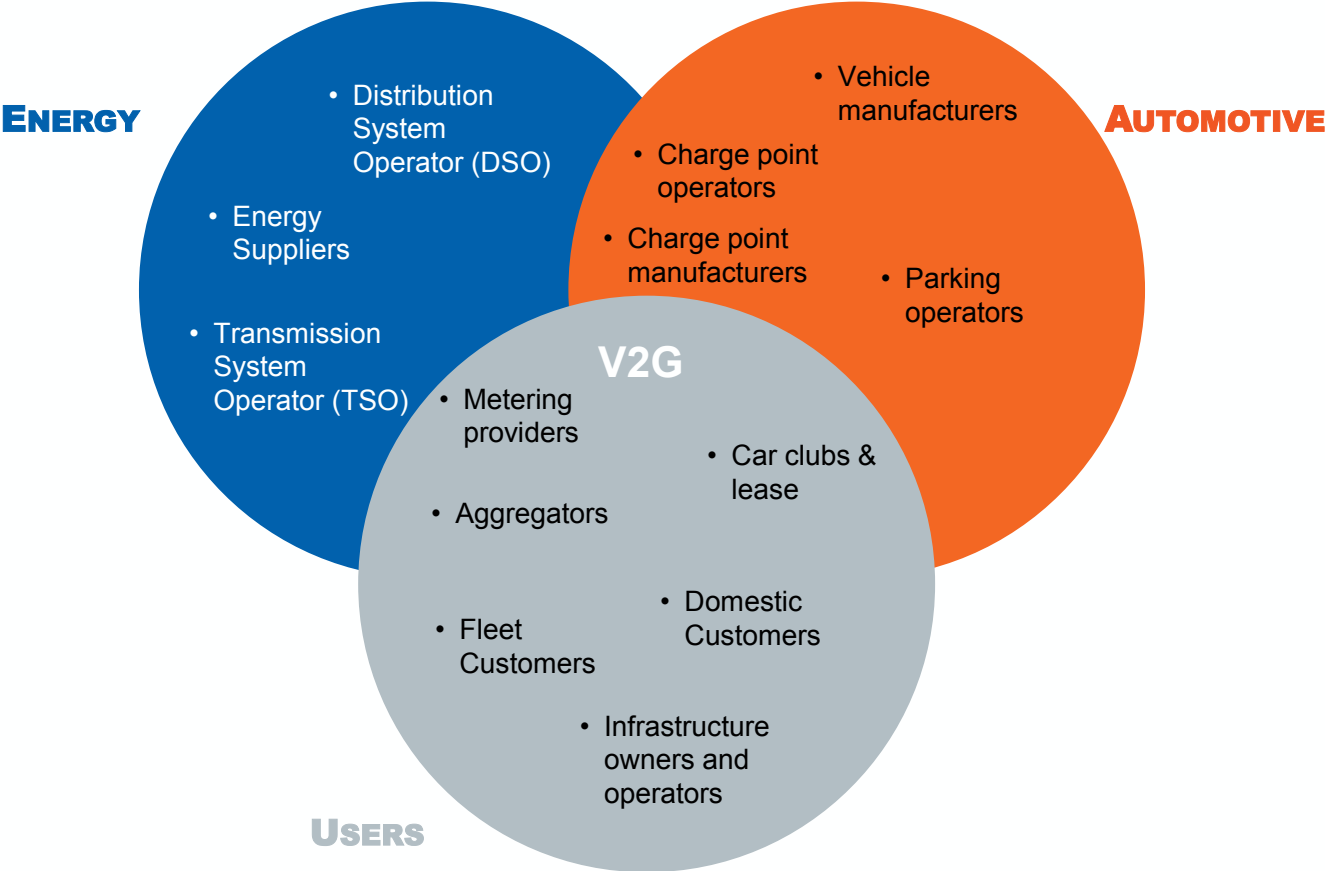 ENERGY
• Distribution
System
Operator (DSO)
• Energy
Suppliers
• Transmission
System
Operator (TSO)
AUTOMOTIVE
• Vehicle
manufacturers
• Charge point
operators
• Charge point
manufacturers
• Parking
operators
V2G
• Metering
providers
• Car clubs &
lease
• Aggregators
• Domestic
Customers
• Fleet
Customers
• Infrastructure
owners and
operators
USERS